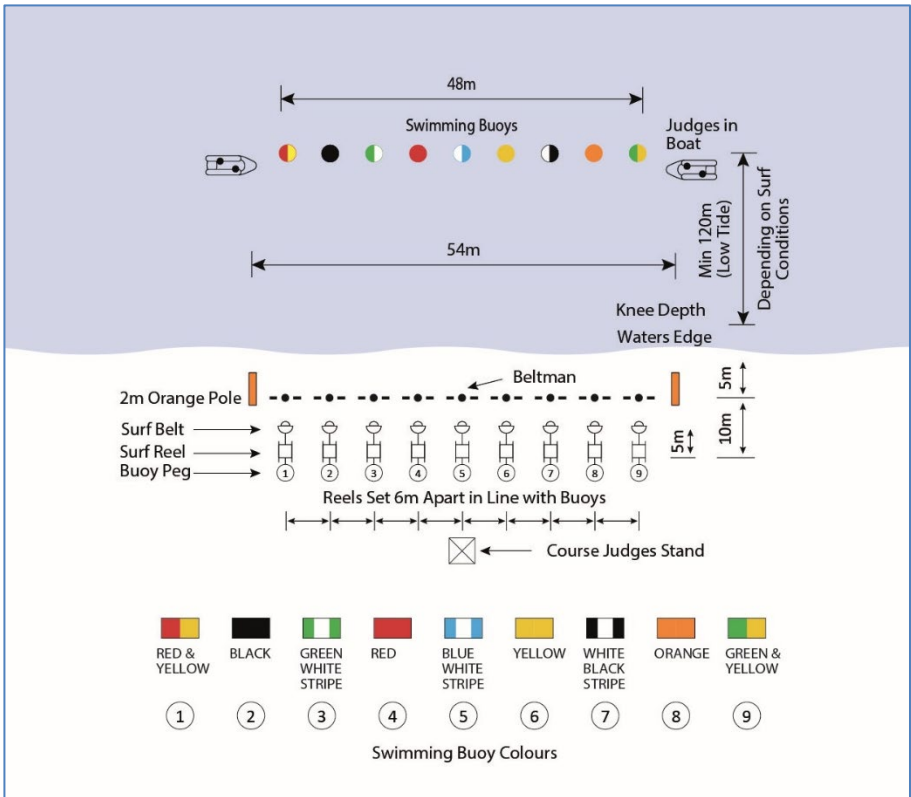 48m
Swimming Buoys
Judges in
Boat
Min 120m
(Low Tide)
Depending on Surf
Conditions
54m
Knee Depth
Waters Edge
Beltman
5m
2m Orange Pole
10m
Surf Belt
5m
Surf Reel
Buoy Peg
1 2 3 4 5 6 7 8 9
Reels Set 6m Apart in Line with Buoys
Course Judges Stand
RED &
YELLOW
BLACK
GREEN
WHITE
STRIPE
RED
BLUE
WHITE
STRIPE
YELLOW
WHITE
BLACK
STRIPE
ORANGE
GREEN &
YELLOW
1 2 3 4 5 6 7 8 9
Swimming Buoy Colours